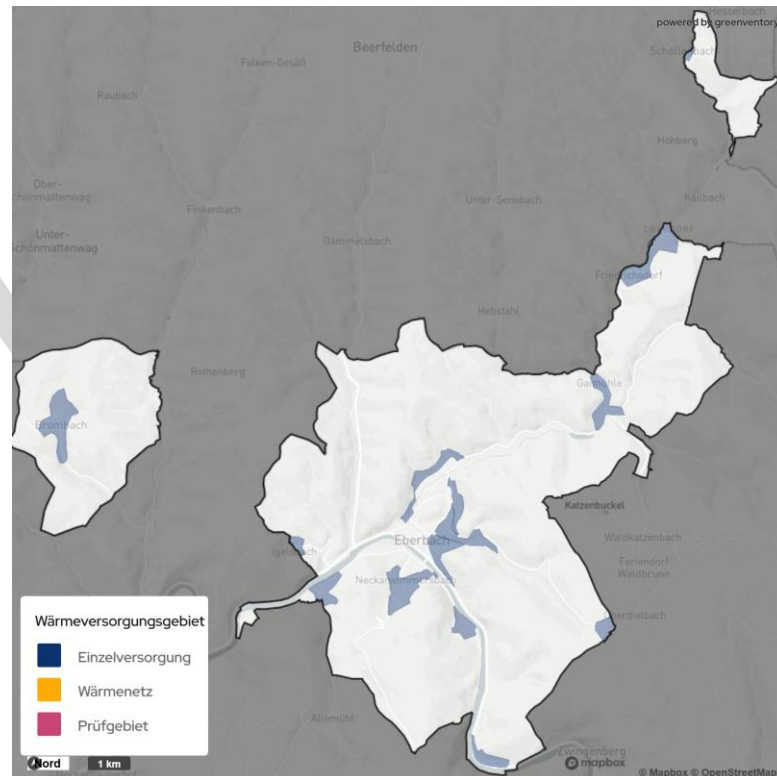 Hesselbach
powered by greenventory
Beerfelden
Schöllenbach
Falken-Gesäß
Raubach
Hohberg
Ober-
Schönmattenwag
Unter-Sensbach
Kailbach
Finkenbach
Unter-
Schönmattenwag
Gammelsbach
Friedrichsdorf
Hebstahl
Rothenberg
Gaimühle
Brombach
Katzenbuckel
Eberbach
Waldkatzenbach
Igelsbach
Feriendorf
Waldbrunn
Neckarwimmersbach
Oberdielbach
Wärmeversorgungsgebiet
Einzelversorgung
Wärmenetz
Prüfgebiet
Allemühl
Zwingenberg
Nord
1 km
mapbox
© Mapbox © OpenStreetMap